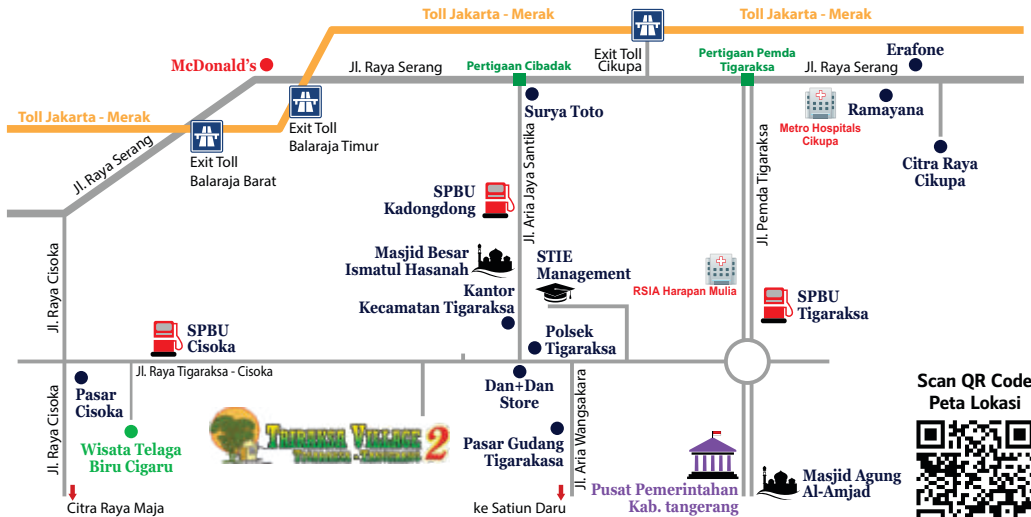 Toll Jakarta - Merak
Toll Jakarta - Merak
McDonald's
Jl. Raya Serang
Pertigaan Cibadak
Exit Toll
Cikupa
Pertigaan Pemda
Tigaraksa
Jl. Raya Serang
Erafone
Toll Jakarta - Merak
Exit Toll
Balaraja Timur
Surya Toto
Metro Hospitals
Cikupa
Ramayana
Jl. Raya Serang
Exit Toll
Balaraja Barat
Citra Raya
Cikupa
Jl. Aria Jaya Santika
Jl. Pemda Tigaraksa
SPBU
Kadongdong
Jl. Raya Cisoka
Masjid Besar
Ismatul Hasanah
STIE
Management
RSIA Harapan Mulia
SPBU
Tigaraksa
Kantor
Kecamatan Tigaraksa
SPBU
Cisoka
Polsek
Tigaraksa
Jl. Raya Tigaraksa - Cisoka
Pasar
Cisoka
Dan+Dan
Store
Jl. Raya Cisoka
Wisata Telaga
Biru Cigaru
Triraksa Village 2
Pasar Gudang
Tigarakasa
Jl. Aria Wangsakara
Pusat Pemerintahan
Kab. tangerang
Masjid Agung
Al-Amjad
Scan QR Code
Peta Lokasi
Citra Raya Maja
ke Satiun Daru